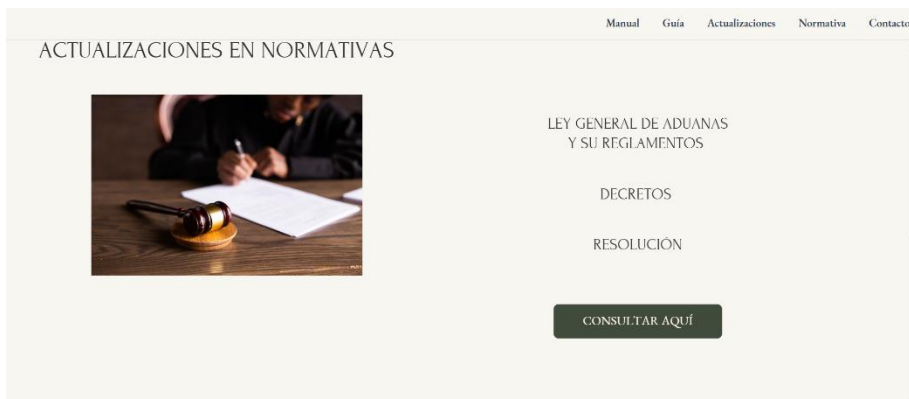 Manual Guía Actualizaciones Normativa Contacto
ACTUALIZACIONES EN NORMATIVAS
LEY GENERAL DE ADUANAS
Y SU REGLAMENTOS
DECRETOS
RESOLUCIÓN
CONSULTAR AQUÍ